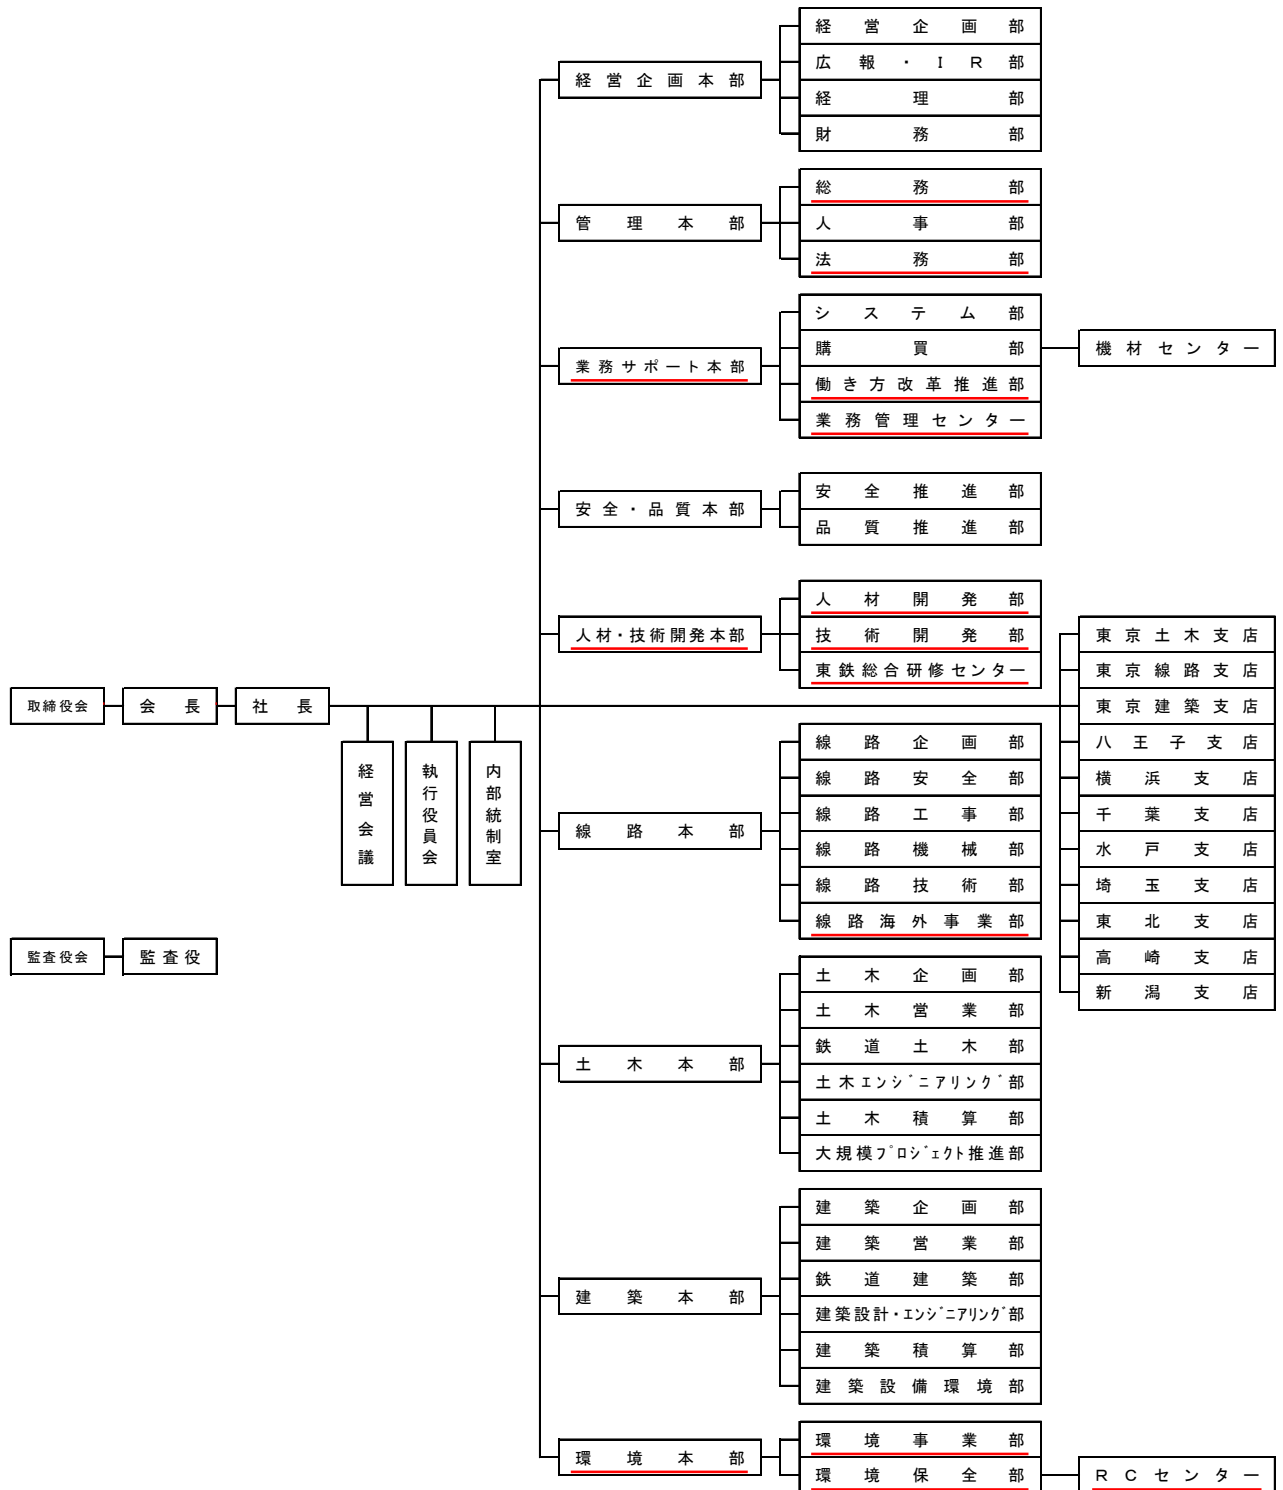 経営企画部
広報・ＩＲ部
経営企画本部
経理部
財務部
総務部
管理本部
人事部
法務部
システム部
購買部
機材センター
業務サポート本部
働き方改革推進部
業務管理センター
安全推進部
安全・品質本部
品質推進部
人材開発部
人材・技術開発本部
技術開発部
東鉄総合研修センター
取締役会
会長
社長
経営会議
執行役員会
内部統制室
東京土木支店
東京線路支店
東京建築支店
八王子支店
横浜支店
千葉支店
水戸支店
埼玉支店
東北支店
高崎支店
新潟支店
線路企画部
線路安全部
線路工事部
線路本部
線路機械部
線路技術部
線路海外事業部
監査役会
監査役
土木企画部
土木営業部
鉄道土木部
土木本部
土木ｴﾝｼﾞﾆｱﾘﾝｸﾞ部
土木積算部
大規模ﾌﾟﾛｼﾞｪｸﾄ推進部
建築企画部
建築営業部
鉄道建築部
建築本部
建築設計・ｴﾝｼﾞﾆｱﾘﾝｸﾞ部
建築積算部
建築設備環境部
環境事業部
環境本部
環境保全部
ＲＣセンター